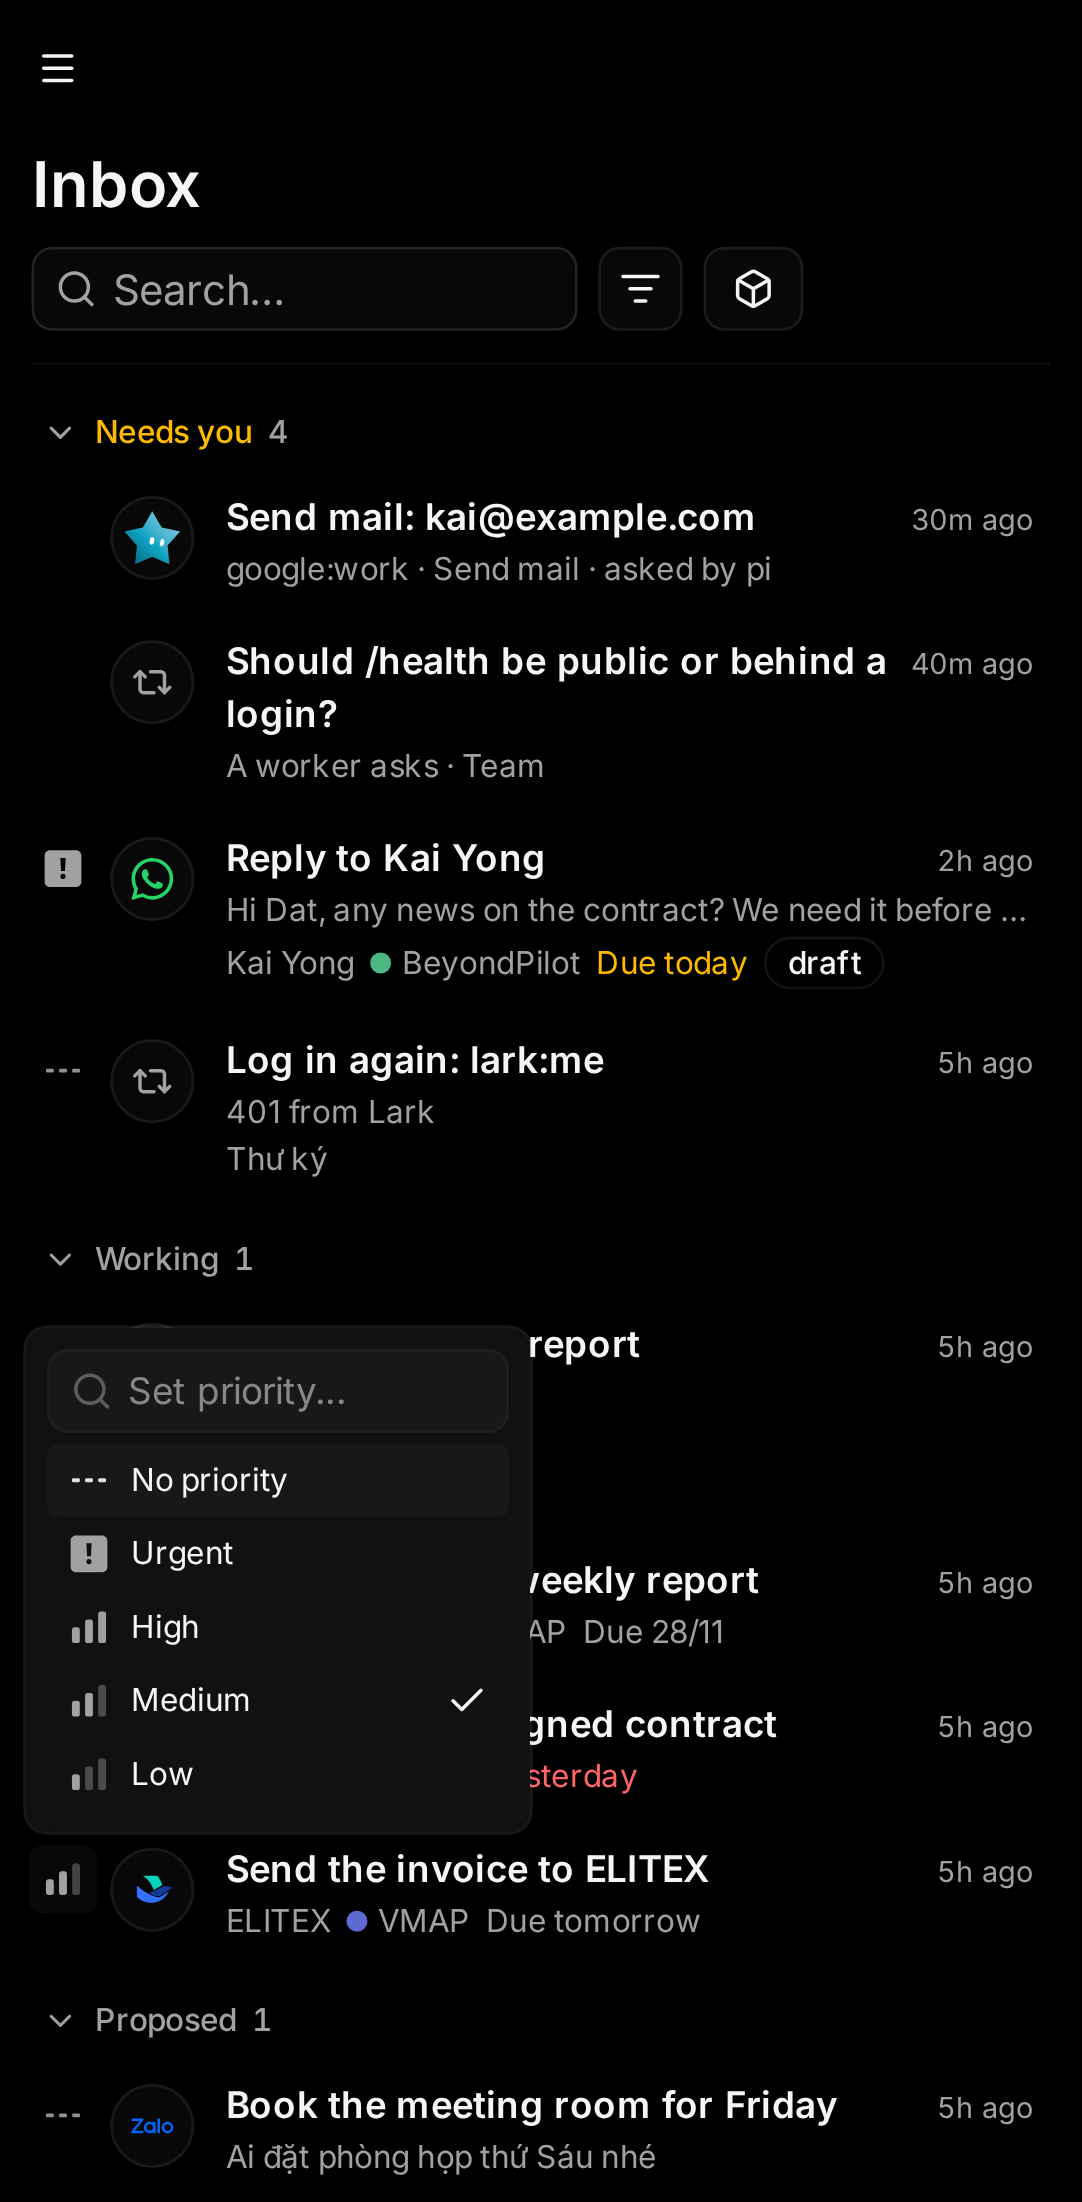 Inbox
Search...
Needs you 4
Send mail: kai@example.com 30m ago
google:work · Send mail · asked by pi
Should /health be public or behind a 40m ago
login?
A worker asks · Team
Reply to Kai Yong 2h ago
Hi Dat, any news on the contract? We need it before ...
Kai Yong BeyondPilot Due today draft
Log in again: lark:me 5h ago
401 from Lark
Thư ký
Working 1
report 5h ago
Set priority...
No priority
Urgent
High
Medium
Low
weekly report 5h ago
Due 28/11
contract 5h ago
Send the invoice to ELITEX 5h ago
ELITEX VMAP Due tomorrow
Proposed 1
Book the meeting room for Friday 5h ago
Zalo
Ai đặt phòng họp thứ Sáu nhé